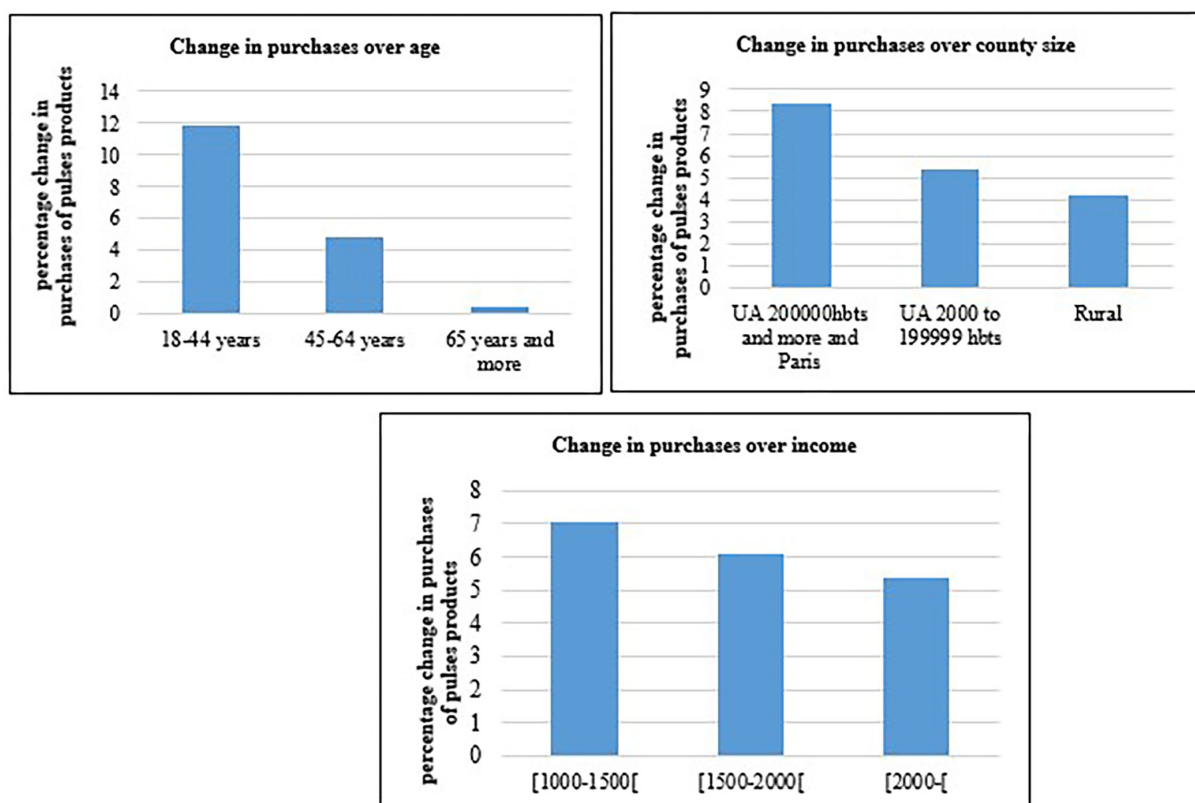 Change in purchases over age
percentage change in
purchases of pulses products
14
12
10
8
6
4
2
0
18-44 years
45-64 years
65 years and
more
Change in purchases over county size
percentage change in
purchases of pulses products
9
8
7
6
5
4
3
2
1
0
UA 200000hbts
and more and
Paris
UA 2000 to
199999 hbts
Rural
Change in purchases over income
percentage change in purchases
of pulses products
8
7
6
5
4
3
2
1
0
[1000-1500[
[1500-2000[
[2000-[